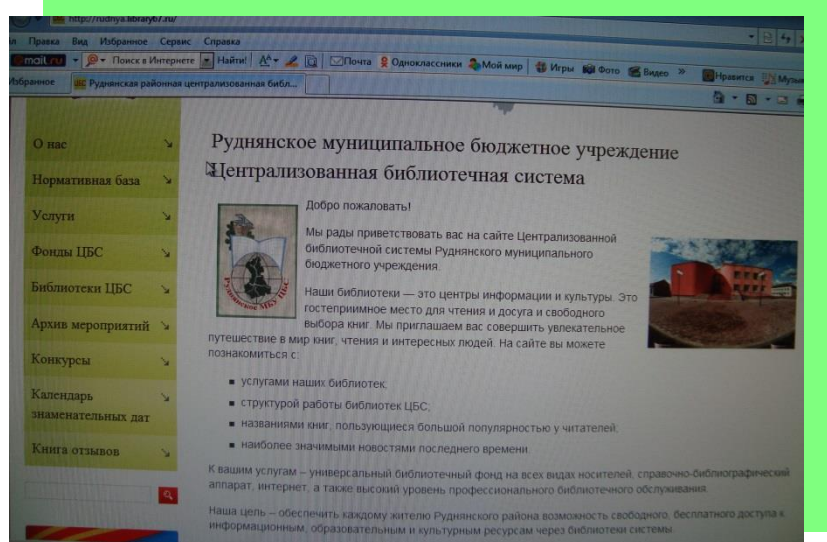 http://rudnya.library67.ru/
Правка Вид Избранное Сервис Справка
mail.ru Поиск в Интернете Найти! Почта Одноклассники Мой мир Игры Фото Видео » Нравится
Избранное Руднянская районная централизованная библ...
О нас
Нормативная база
Услуги
Фонды ЦБС
Библиотеки ЦБС
Архив мероприятий
Конкурсы
Календарь
знаменательных дат
Книга отзывов
Руднянское муниципальное бюджетное учреждение
Централизованная библиотечная система
Руднянское МБУ ЦБС
Добро пожаловать!
Мы рады приветствовать вас на сайте Централизованной
библиотечной системы Руднянского муниципального
бюджетного учреждения.
Наши библиотеки — это центры информации и культуры. Это
гостеприимное место для чтения и досуга и свободного
выбора книг. Мы приглашаем вас совершить увлекательное
путешествие в мир книг, чтения и интересных людей. На сайте вы можете
познакомиться с:
услугами наших библиотек;
структурой работы библиотек ЦБС;
названиями книг, пользующиеся большой популярностью у читателей;
наиболее значимыми новостями последнего времени.
К вашим услугам – универсальный библиотечный фонд на всех видах носителей, справочно-библиографический
аппарат, интернет, а также высокий уровень профессионального библиотечного обслуживания.
Наша цель – обеспечить каждому жителю Руднянского района возможность свободного, бесплатного доступа к
информационным, образовательным и культурным ресурсам через библиотеки системы.